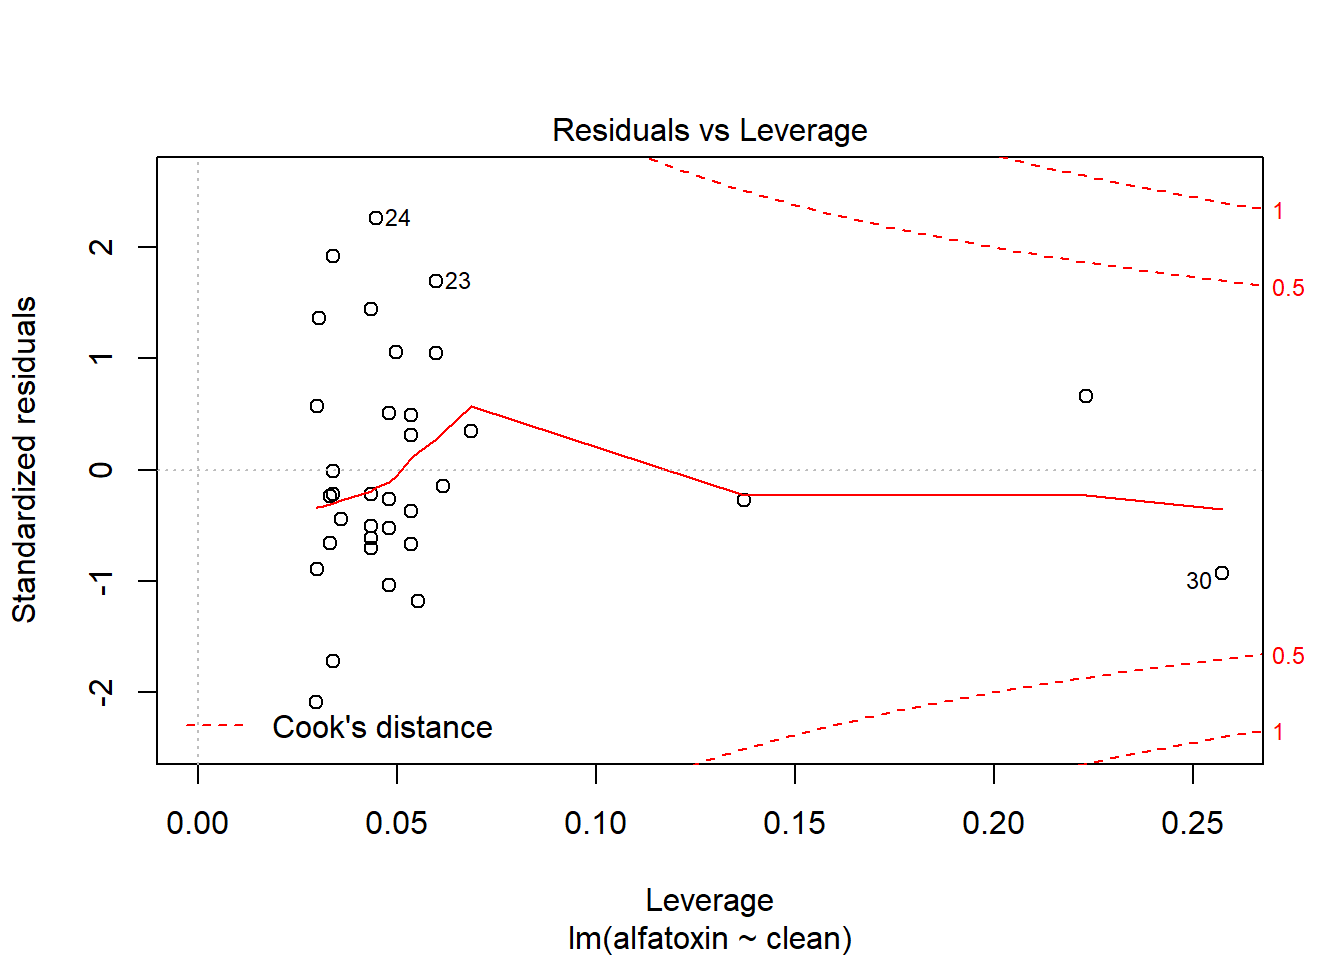 Residuals vs Leverage
Standardized residuals
2
1
0
-1
-2
24
23
30
1
0.5
0.5
1
Cook's distance
0.00 0.05 0.10 0.15 0.20 0.25
Leverage
lm(alfatoxin ~ clean)